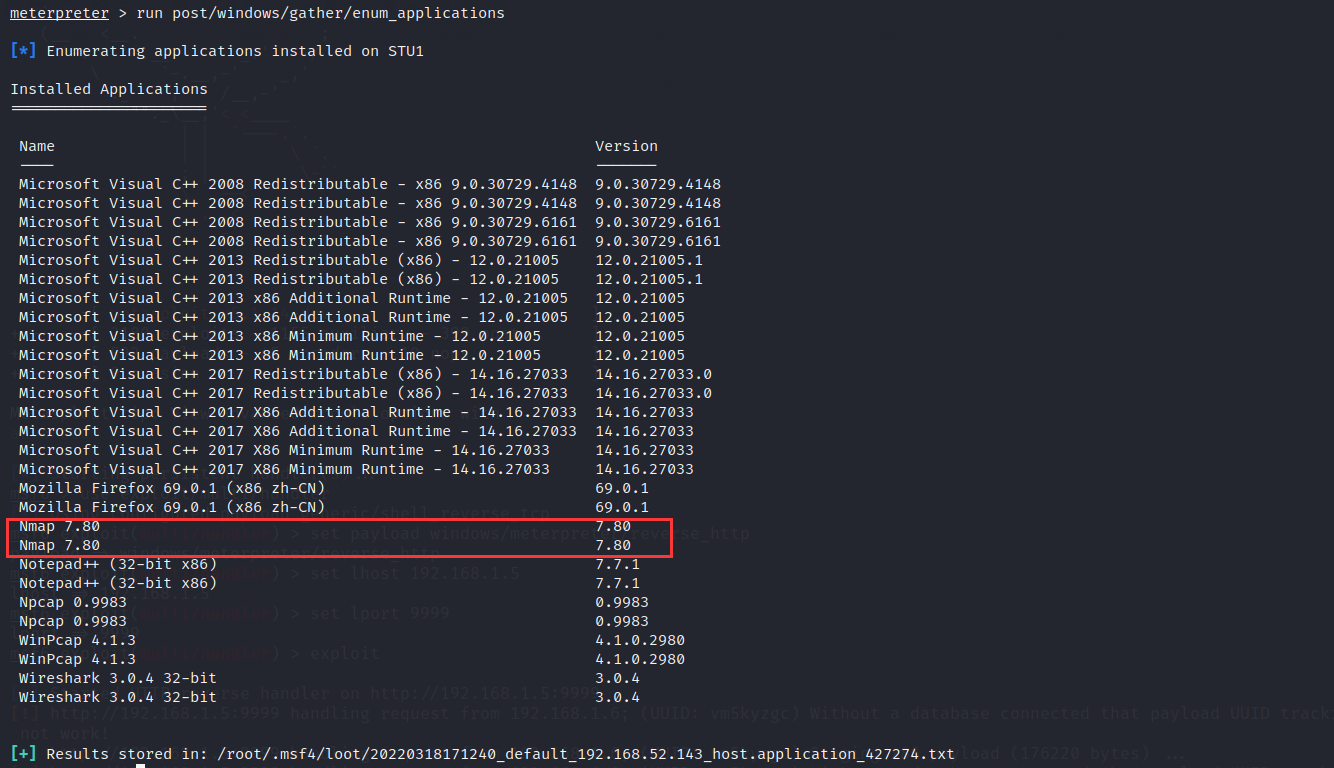 meterpreter > run post/windows/gather/enum_applications
[*] Enumerating applications installed on STU1
Installed Applications
======================
Name Version
---- -------
Microsoft Visual C++ 2008 Redistributable - x86 9.0.30729.4148 9.0.30729.4148
Microsoft Visual C++ 2008 Redistributable - x86 9.0.30729.4148 9.0.30729.4148
Microsoft Visual C++ 2008 Redistributable - x86 9.0.30729.6161 9.0.30729.6161
Microsoft Visual C++ 2008 Redistributable - x86 9.0.30729.6161 9.0.30729.6161
Microsoft Visual C++ 2013 Redistributable (x86) - 12.0.21005 12.0.21005.1
Microsoft Visual C++ 2013 Redistributable (x86) - 12.0.21005 12.0.21005.1
Microsoft Visual C++ 2013 x86 Additional Runtime - 12.0.21005 12.0.21005
Microsoft Visual C++ 2013 x86 Additional Runtime - 12.0.21005 12.0.21005
Microsoft Visual C++ 2013 x86 Minimum Runtime - 12.0.21005 12.0.21005
Microsoft Visual C++ 2013 x86 Minimum Runtime - 12.0.21005 12.0.21005
Microsoft Visual C++ 2017 Redistributable (x86) - 14.16.27033 14.16.27033.0
Microsoft Visual C++ 2017 Redistributable (x86) - 14.16.27033 14.16.27033.0
Microsoft Visual C++ 2017 X86 Additional Runtime - 14.16.27033 14.16.27033
Microsoft Visual C++ 2017 X86 Additional Runtime - 14.16.27033 14.16.27033
Microsoft Visual C++ 2017 X86 Minimum Runtime - 14.16.27033 14.16.27033
Microsoft Visual C++ 2017 X86 Minimum Runtime - 14.16.27033 14.16.27033
Mozilla Firefox 69.0.1 (x86 zh-CN) 69.0.1
Mozilla Firefox 69.0.1 (x86 zh-CN) 69.0.1
Nmap 7.80 7.80
Nmap 7.80 7.80
Notepad++ (32-bit x86) 7.7.1
Notepad++ (32-bit x86) 7.7.1
Npcap 0.9983 0.9983
Npcap 0.9983 0.9983
WinPcap 4.1.3 4.1.0.2980
WinPcap 4.1.3 4.1.0.2980
Wireshark 3.0.4 32-bit 3.0.4
Wireshark 3.0.4 32-bit 3.0.4
[+] Results stored in: /root/.msf4/loot/20220318171240_default_192.168.52.143_host.application_427274.txt